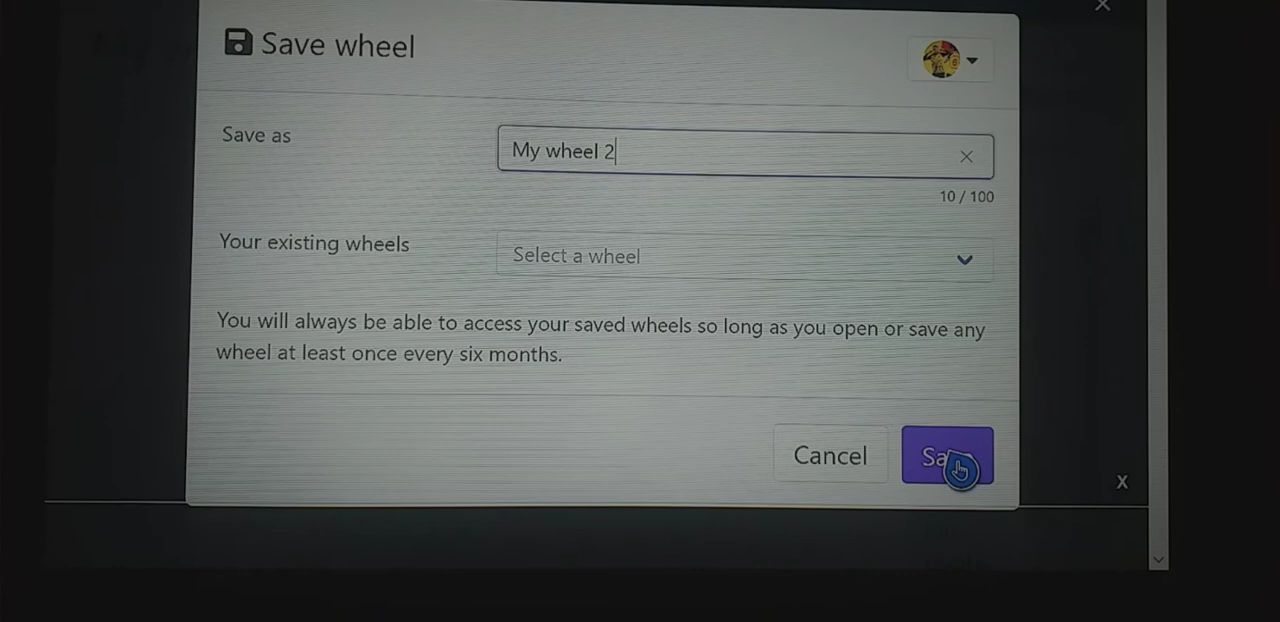 Save wheel
Save as
My wheel 2
10 / 100
Your existing wheels
Select a wheel
You will always be able to access your saved wheels so long as you open or save any
wheel at least once every six months.
Cancel
X